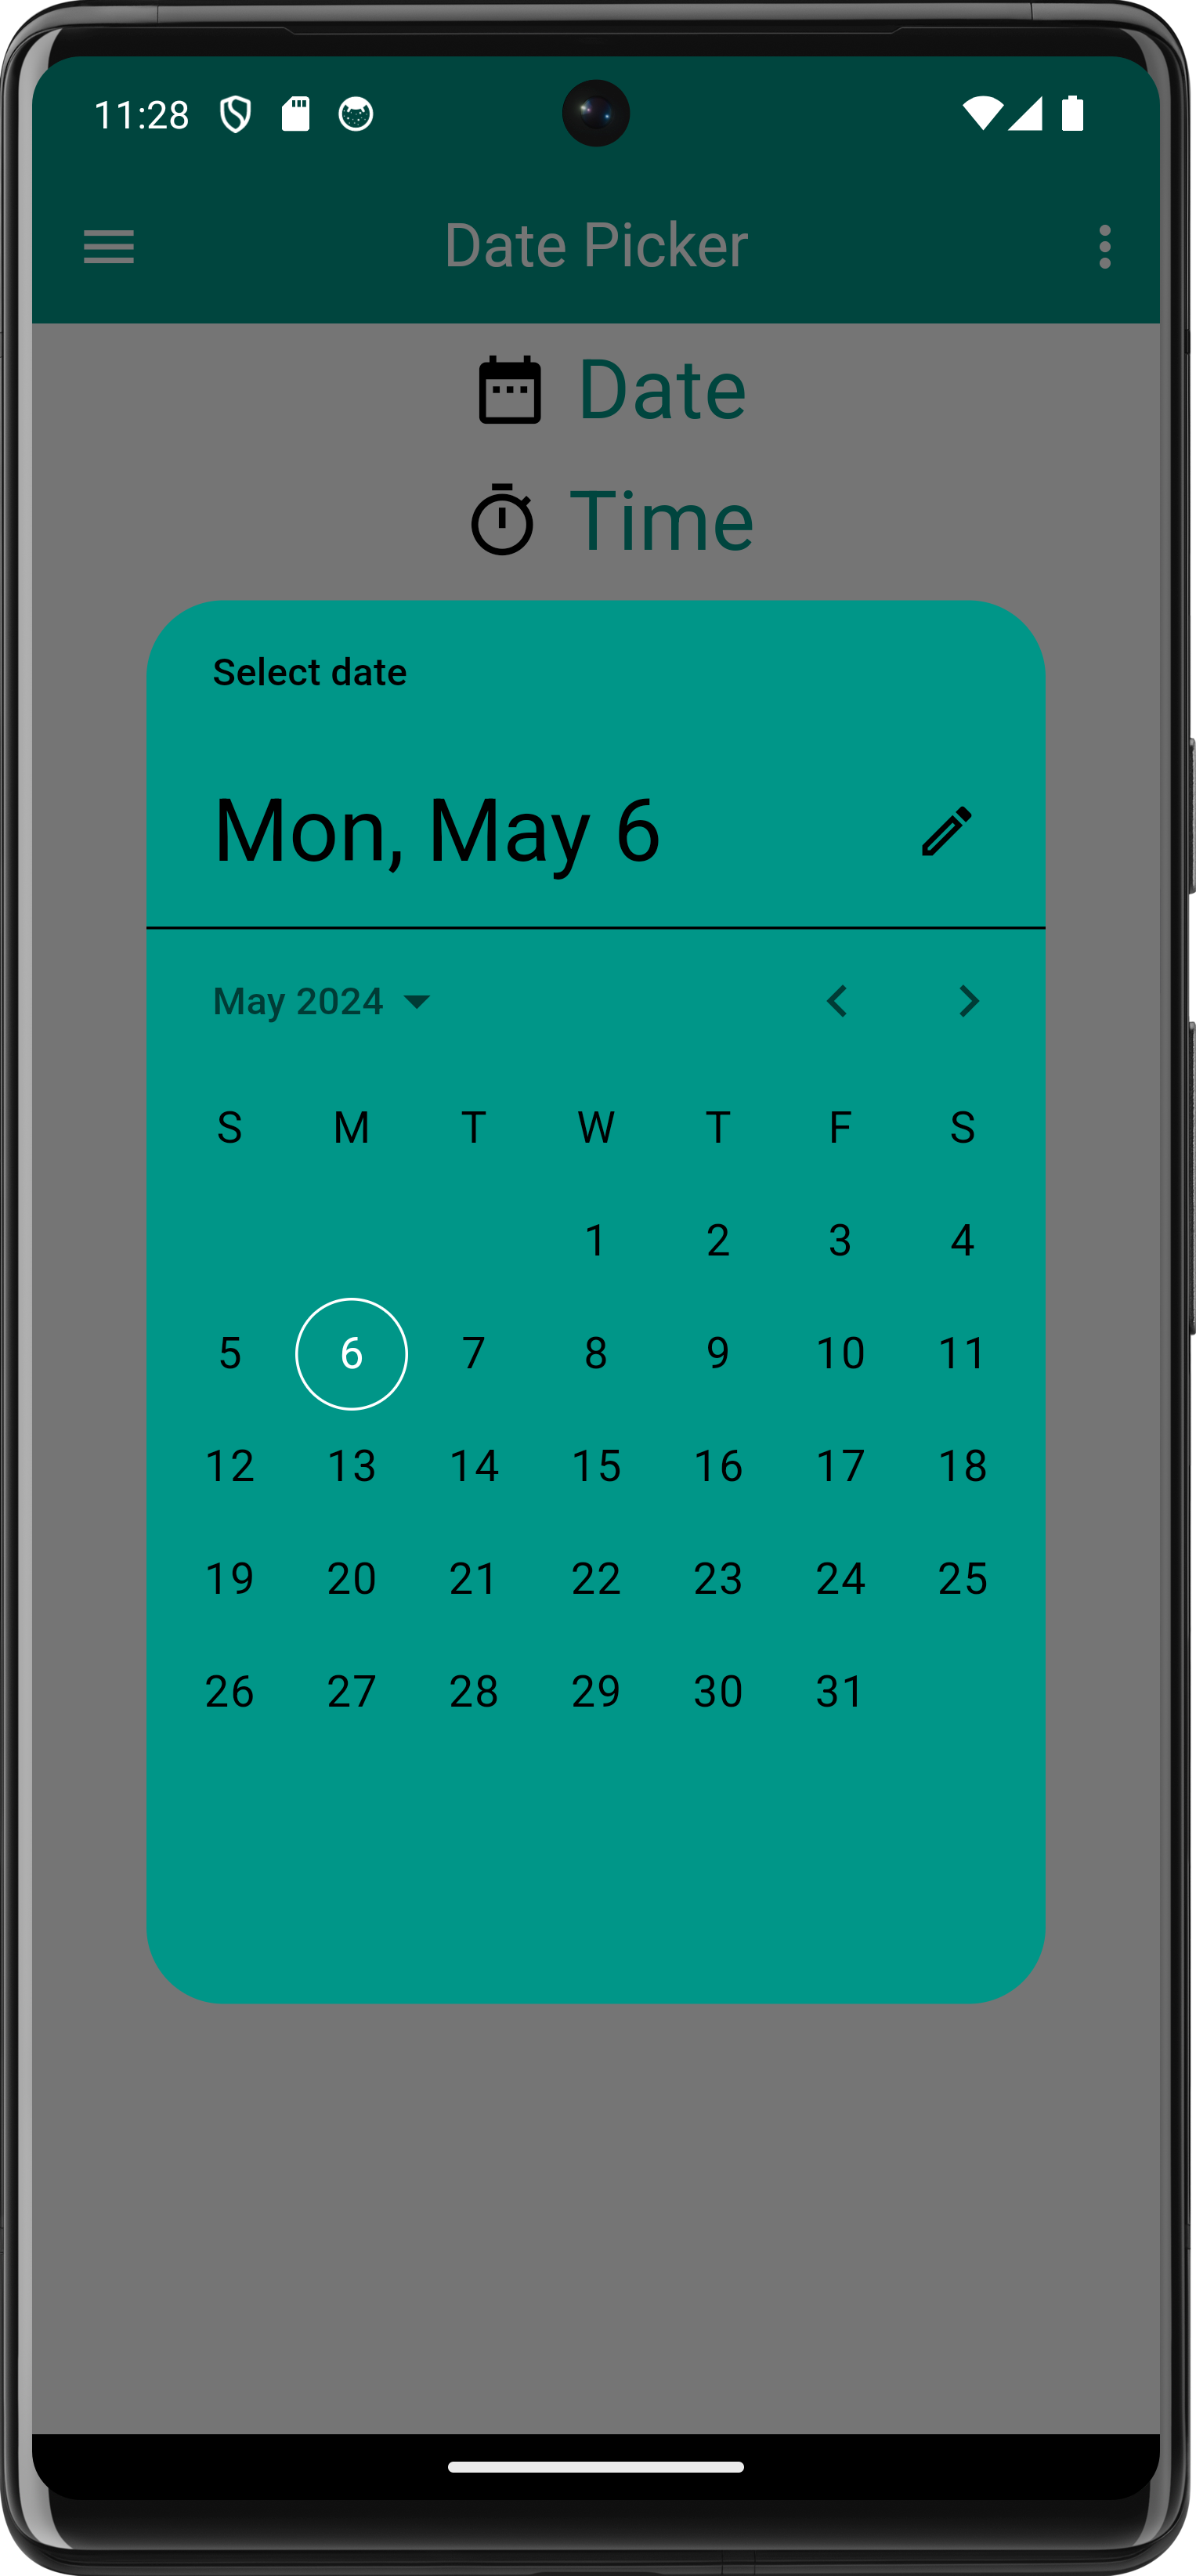 11:28
Date Picker
Date
Time
Select date
Mon, May 6
May 2024
S M T W T F S
1 2 3 4
5 6 7 8 9 10 11
12 13 14 15 16 17 18
19 20 21 22 23 24 25
26 27 28 29 30 31